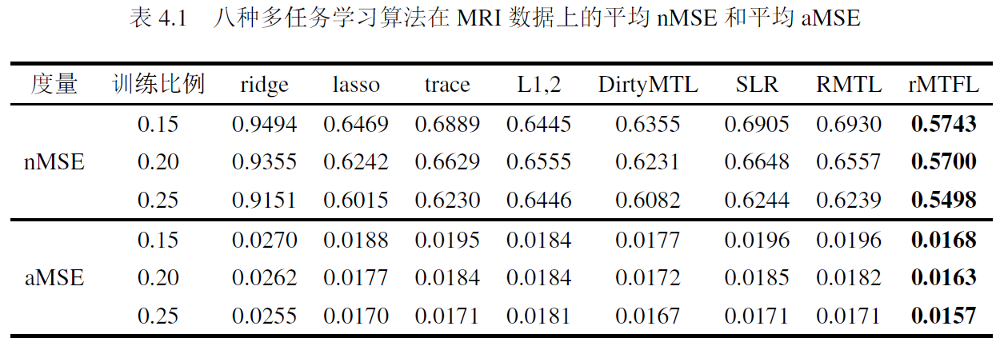 表 4.1 八种多任务学习算法在 MRI 数据上的平均 nMSE 和平均 aMSE
度量 训练比例 ridge lasso trace L1,2 DirtyMTL SLR RMTL rMTFL
0.15 0.9494 0.6469 0.6889 0.6445 0.6355 0.6905 0.6930 0.5743
nMSE 0.20 0.9355 0.6242 0.6629 0.6555 0.6231 0.6648 0.6557 0.5700
0.25 0.9151 0.6015 0.6230 0.6446 0.6082 0.6244 0.6239 0.5498
0.15 0.0270 0.0188 0.0195 0.0184 0.0177 0.0196 0.0196 0.0168
aMSE 0.20 0.0262 0.0177 0.0184 0.0184 0.0172 0.0185 0.0182 0.0163
0.25 0.0255 0.0170 0.0171 0.0181 0.0167 0.0171 0.0171 0.0157